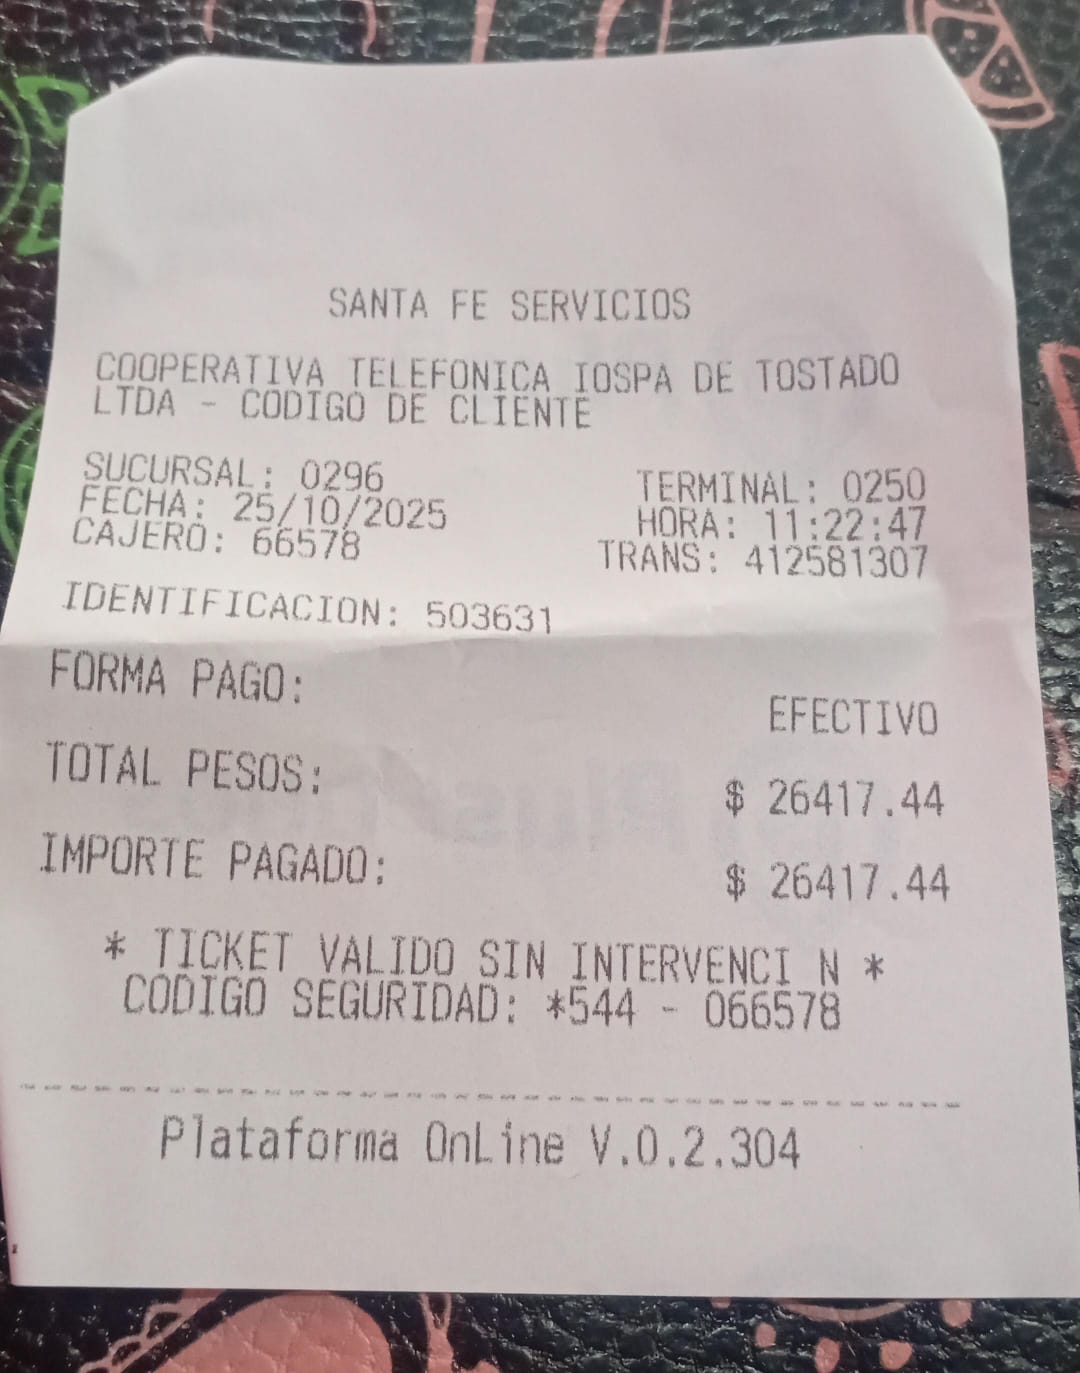 SANTA FE SERVICIOS
COOPERATIVA TELEFONICA IOSPA DE TOSTADO
LTDA - CODIGO DE CLIENTE
SUCURSAL: 0296 TERMINAL: 0250
FECHA: 25/10/2025 HORA: 11:22:47
CAJERO: 66578 TRANS: 412581307
IDENTIFICACION: 503631
FORMA PAGO: EFECTIVO
TOTAL PESOS: $ 26417.44
IMPORTE PAGADO: $ 26417.44
* TICKET VALIDO SIN INTERVENCI N *
CODIGO SEGURIDAD: *544 - 066578
Plataforma OnLine V.0.2.304